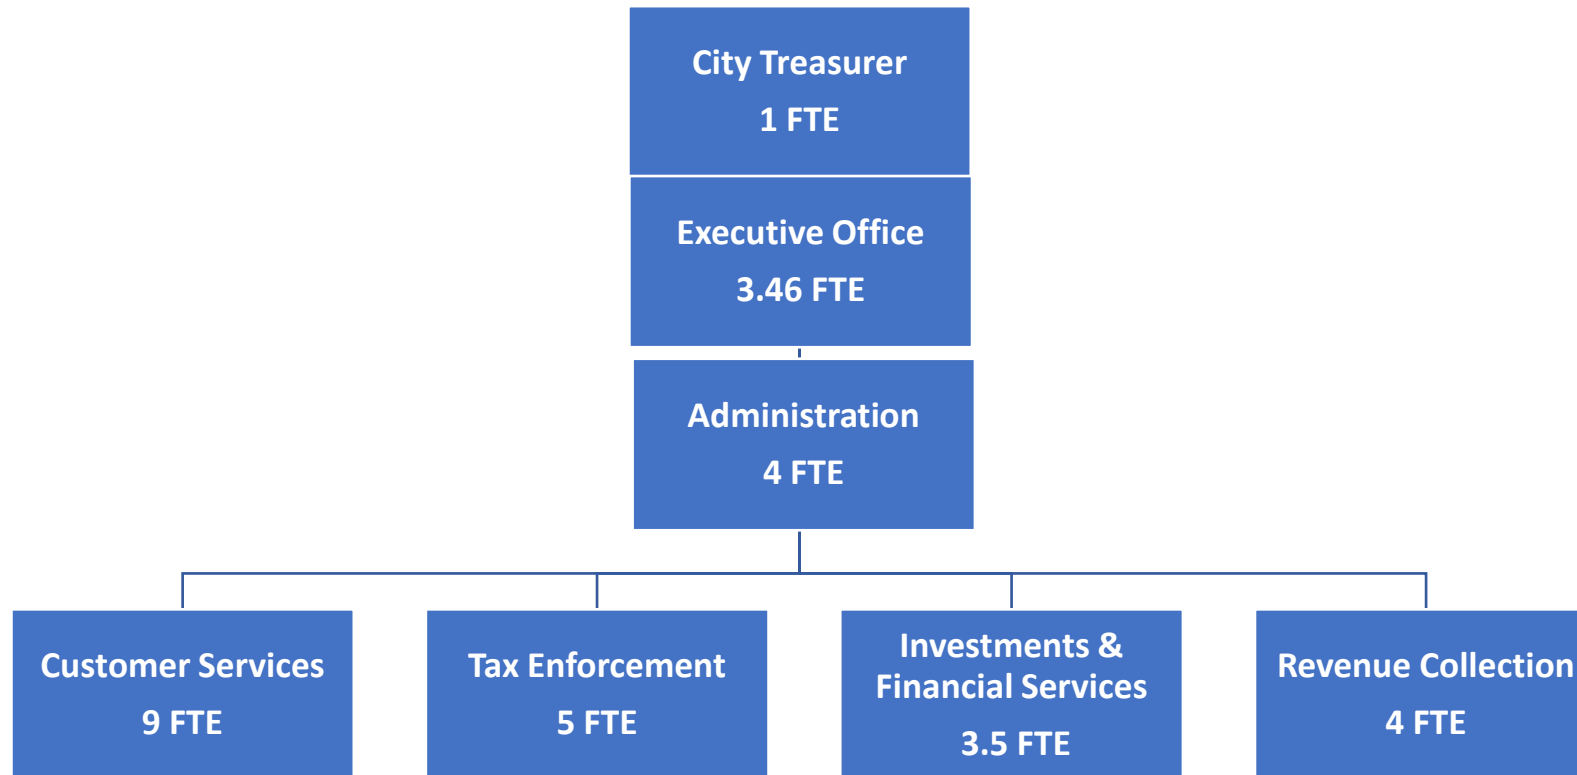 City Treasurer
1 FTE
Executive Office
3.46 FTE
Administration
4 FTE
Customer Services
9 FTE
Tax Enforcement
5 FTE
Investments &
Financial Services
3.5 FTE
Revenue Collection
4 FTE